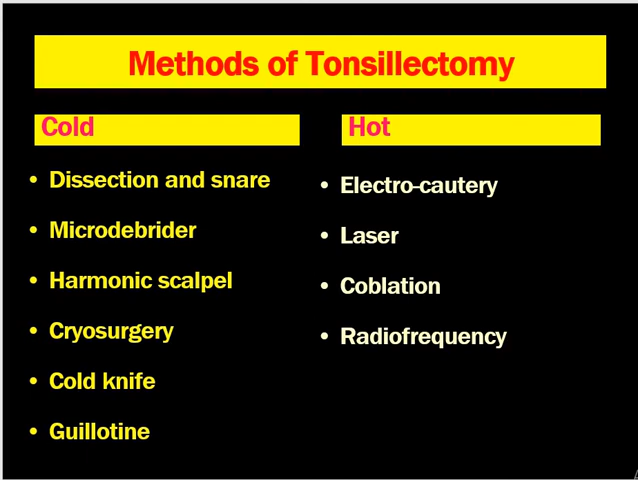 Methods of Tonsillectomy
Cold
• Dissection and snare
• Microdebrider
• Harmonic scalpel
• Cryosurgery
• Cold knife
• Guillotine
Hot
• Electro-cautery
• Laser
• Coblation
• Radiofrequency